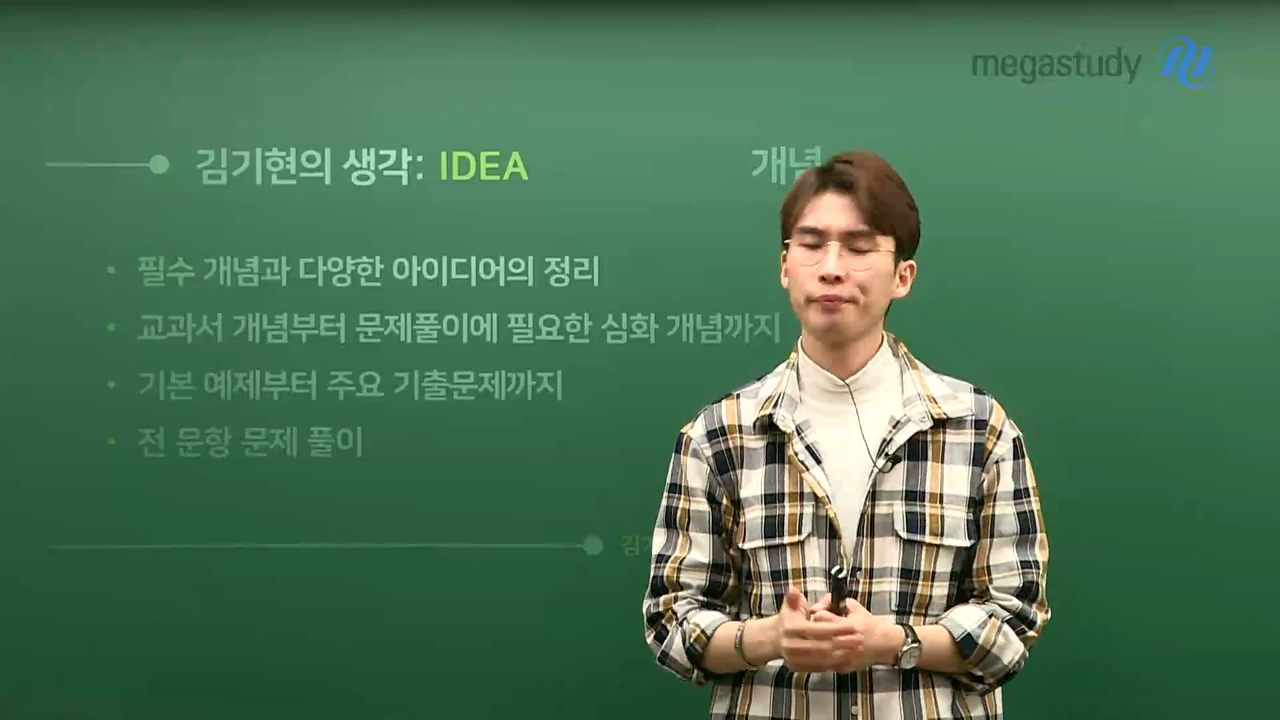 megastudy
김기현의 생각: IDEA
개념
필수 개념과 다양한 아이디어의 정리
교과서 개념부터 문제풀이에 필요한 심화 개념까지
기본 예제부터 주요 기출문제까지
전 문항 문제 풀이